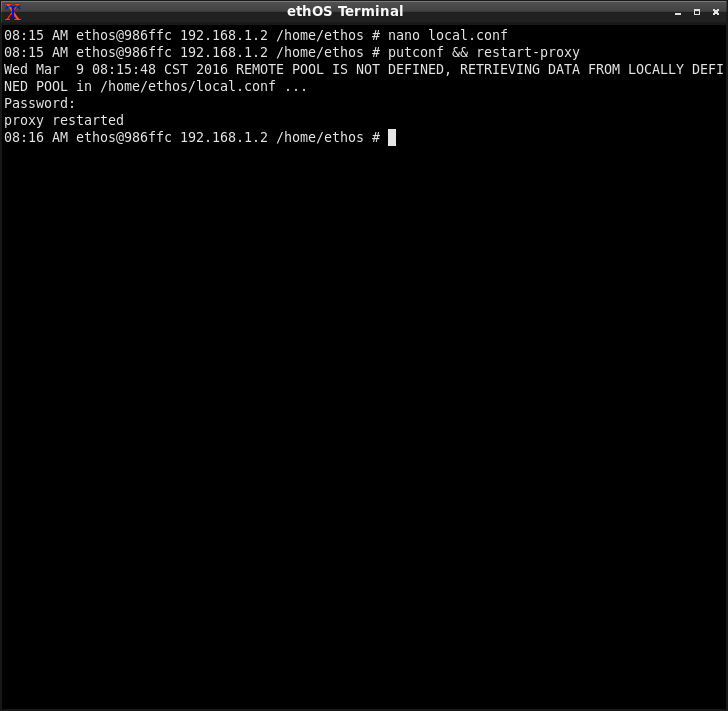 ethOS Terminal
08:15 AM ethos@986ffc 192.168.1.2 /home/ethos # nano local.conf
08:15 AM ethos@986ffc 192.168.1.2 /home/ethos # putconf && restart-proxy
Wed Mar  9 08:15:48 CST 2016 REMOTE POOL IS NOT DEFINED, RETRIEVING DATA FROM LOCALLY DEFI
NED POOL in /home/ethos/local.conf ...
Password:
proxy restarted
08:16 AM ethos@986ffc 192.168.1.2 /home/ethos #